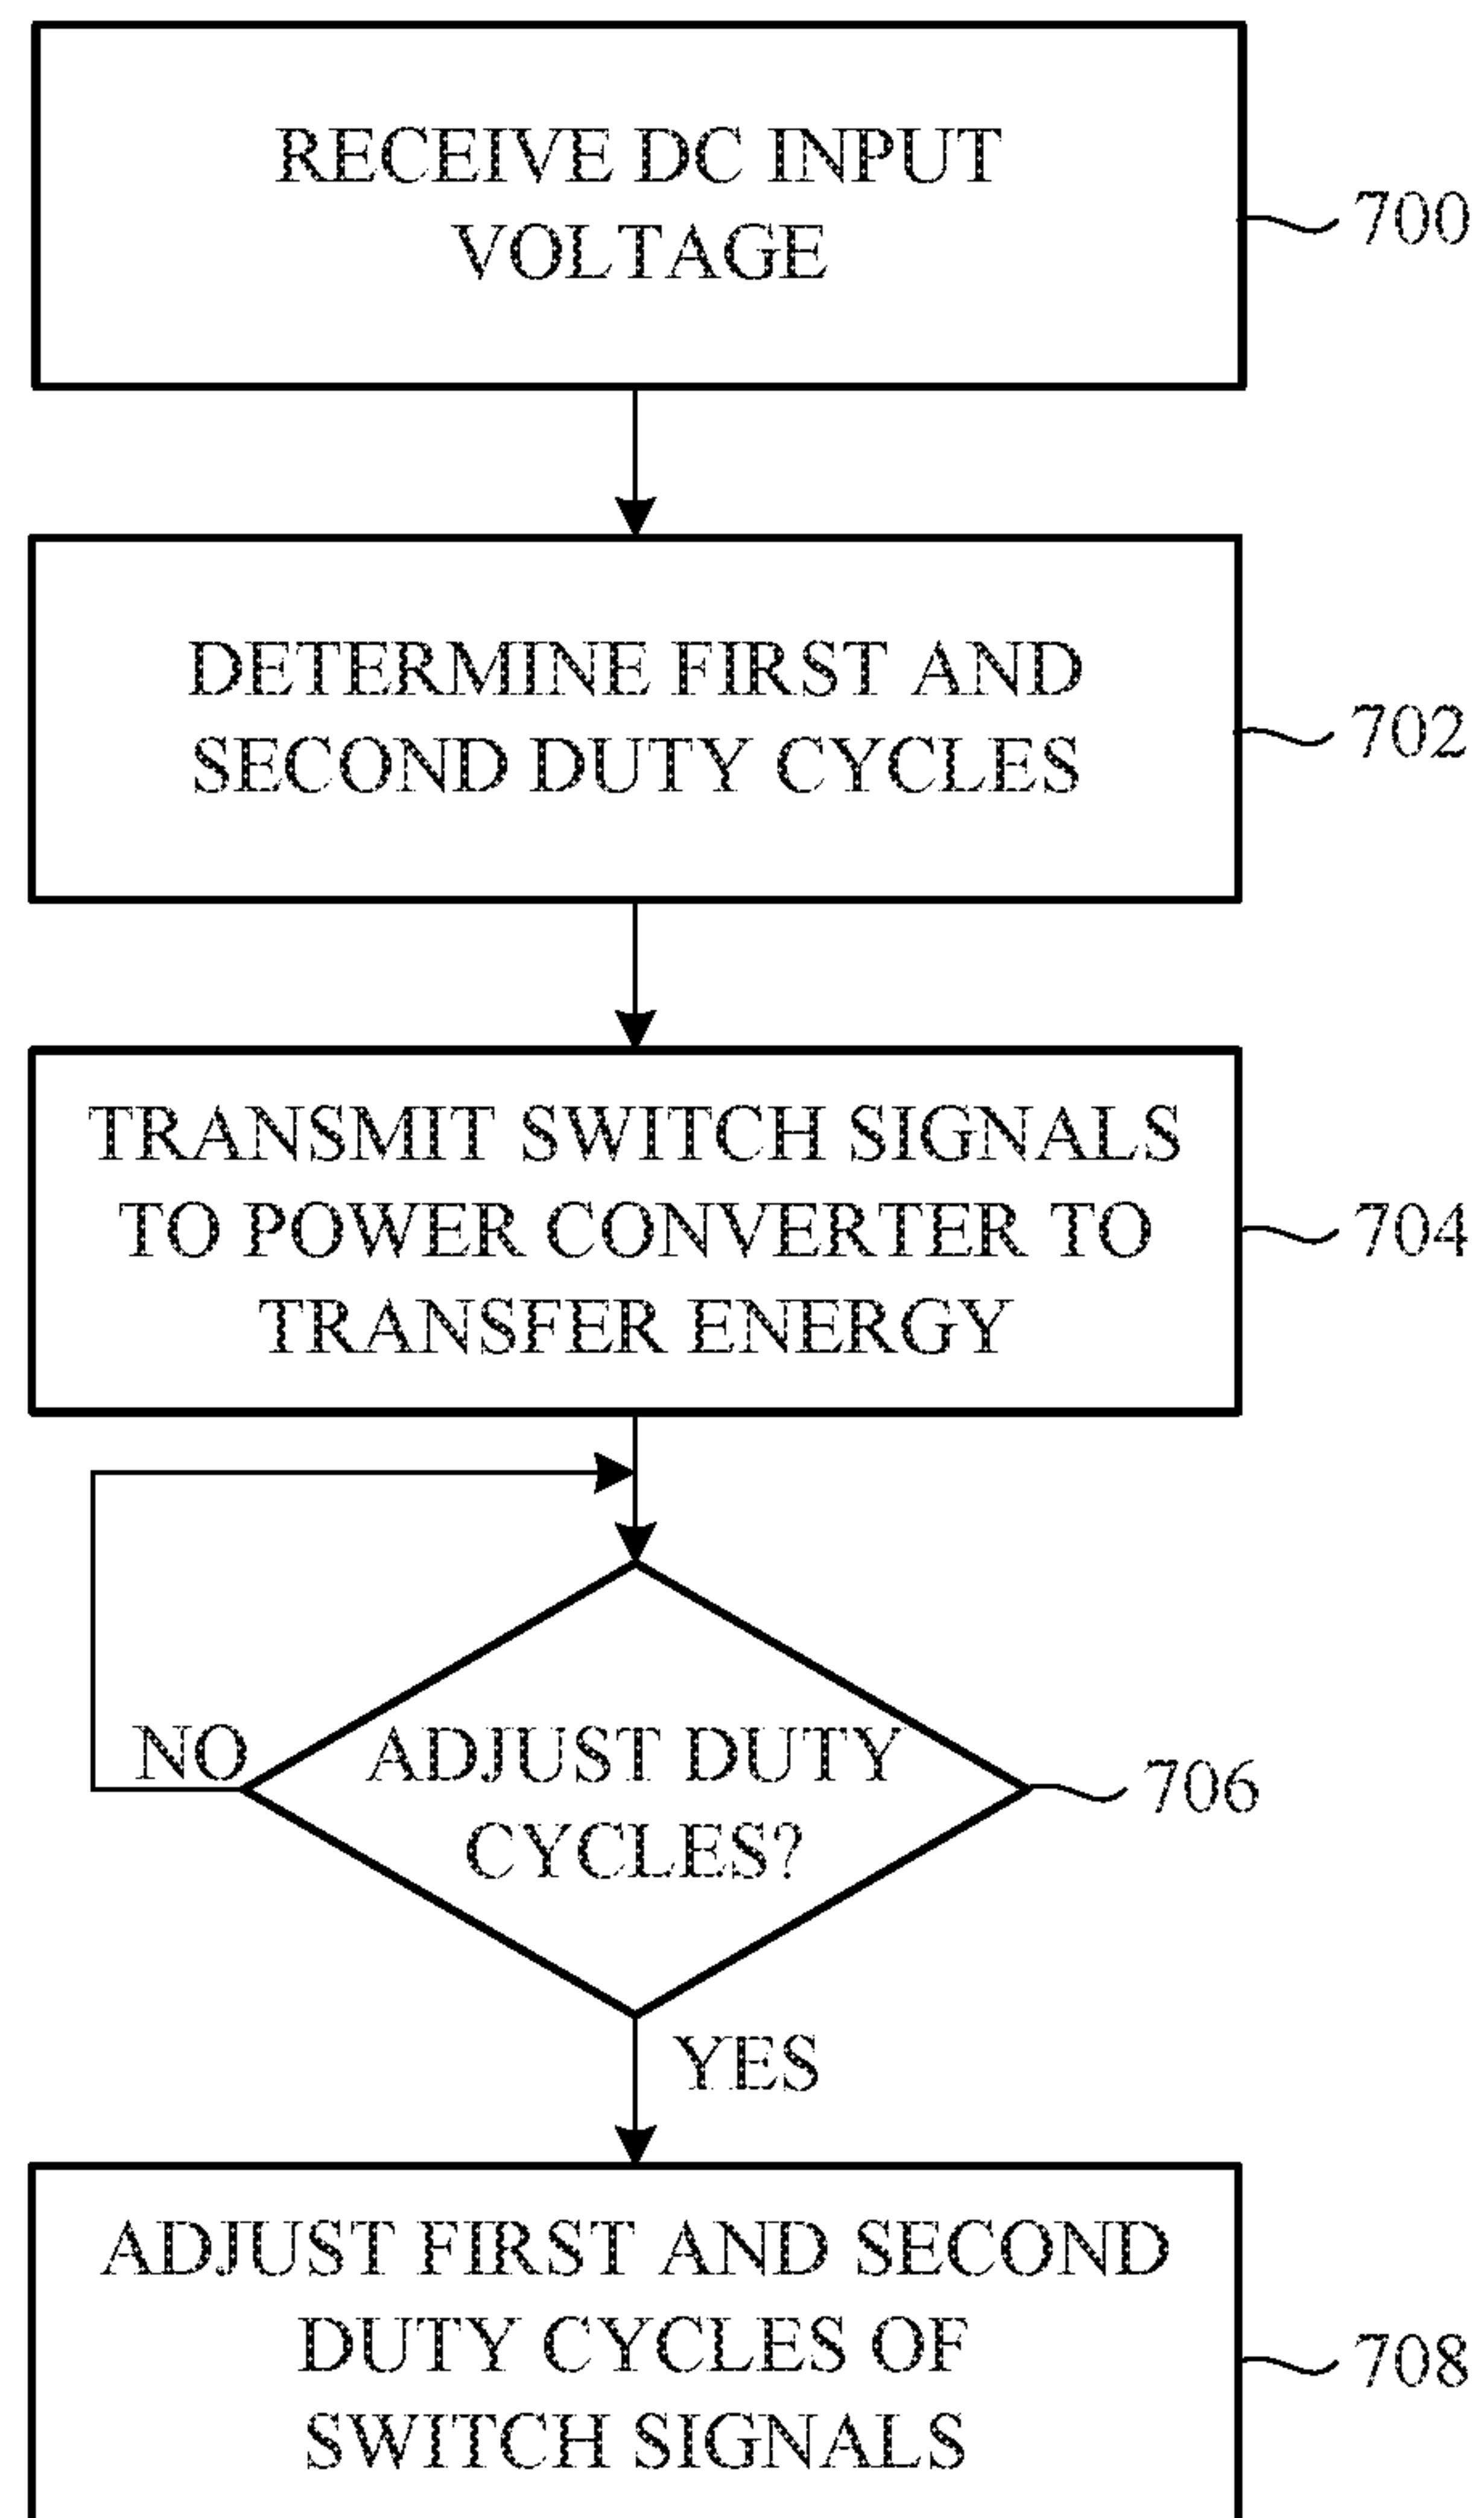 RECEIVE DC INPUT
VOLTAGE
700
DETERMINE FIRST AND
SECOND DUTY CYCLES
702
TRANSMIT SWITCH SIGNALS
TO POWER CONVERTER TO
TRANSFER ENERGY
704
NO
ADJUST DUTY
CYCLES?
706
YES
ADJUST FIRST AND SECOND
DUTY CYCLES OF
SWITCH SIGNALS
708